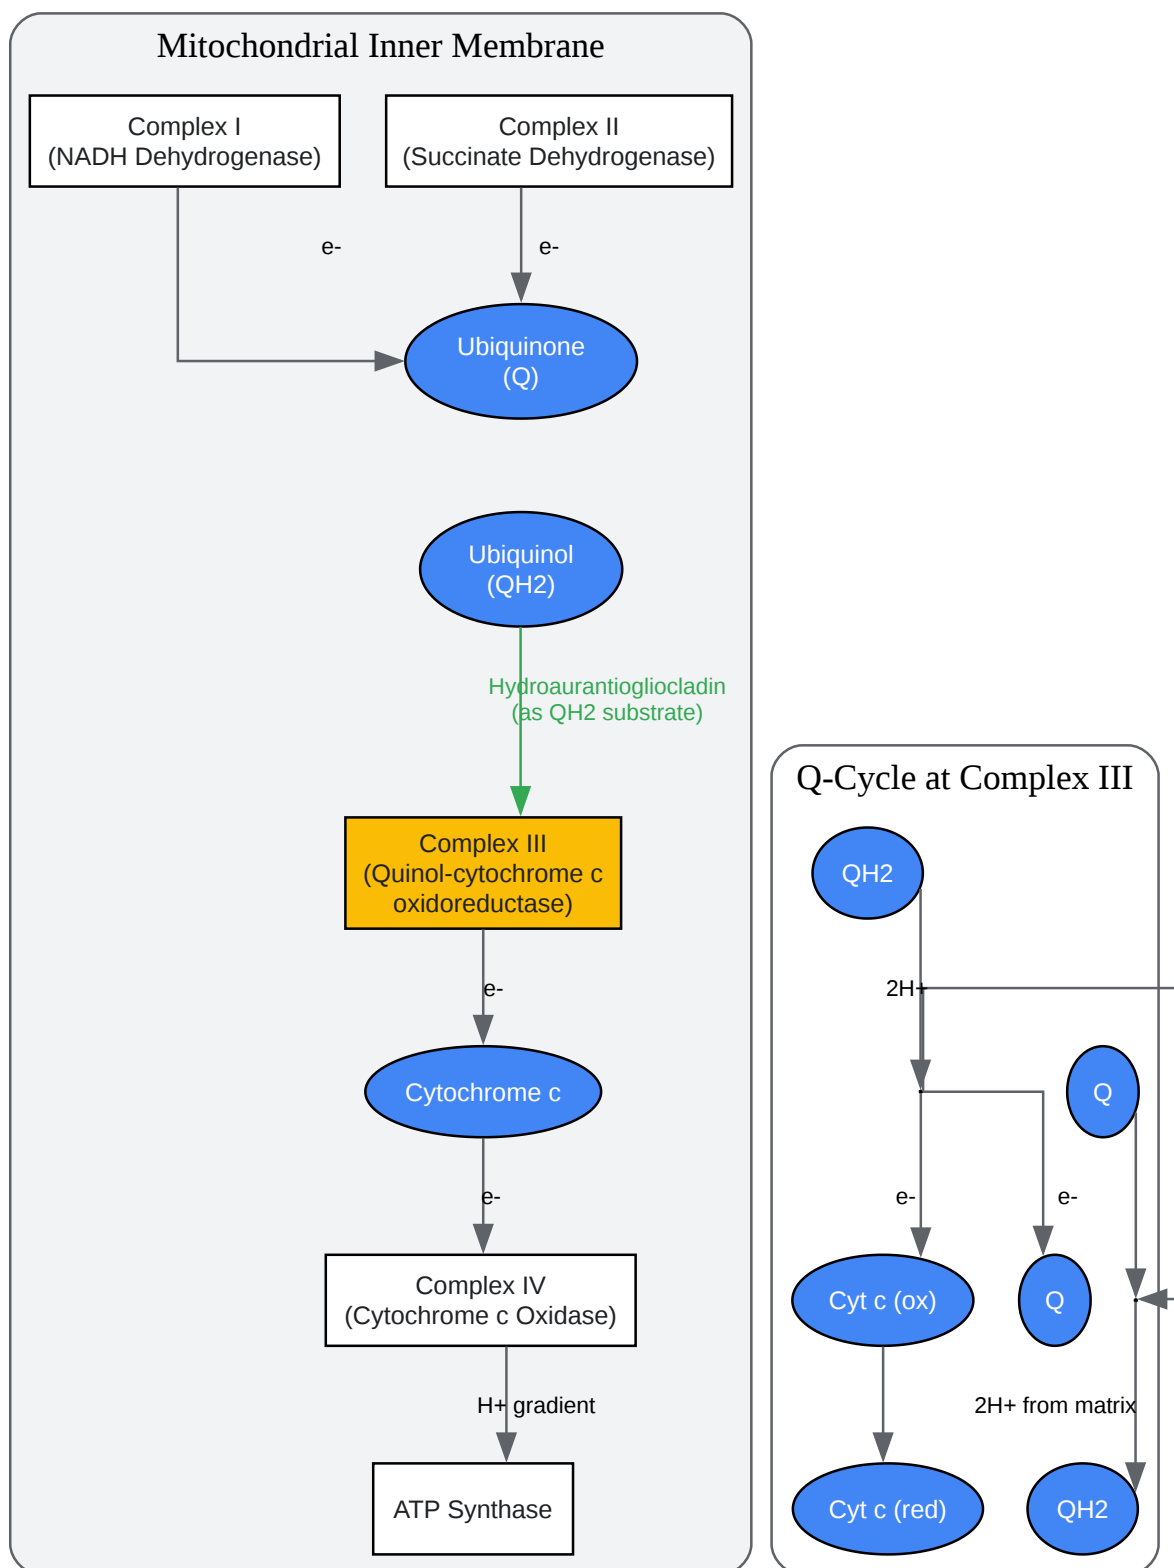 Mitochondrial Inner Membrane
Complex I
(NADH Dehydrogenase)
Complex II
(Succinate Dehydrogenase)
e-
e-
Ubiquinone
(Q)
Ubiquinol
(QH2)
Hydroaurantiogliocladin
(as QH2 substrate)
Complex III
(Quinol-cytochrome c
oxidoreductase)
e-
Cytochrome c
e-
Complex IV
(Cytochrome c Oxidase)
H+ gradient
ATP Synthase
Q-Cycle at Complex III
QH2
2H+
Q
e-
e-
Cyt c (ox)
Q
2H+ from matrix
Cyt c (red)
QH2